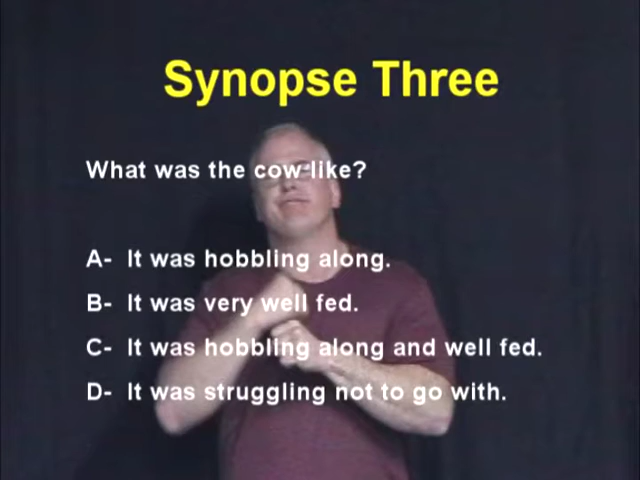 Synopse Three
What was the cow like?
A- It was hobbling along.
B- It was very well fed.
C- It was hobbling along and well fed.
D- It was struggling not to go with.